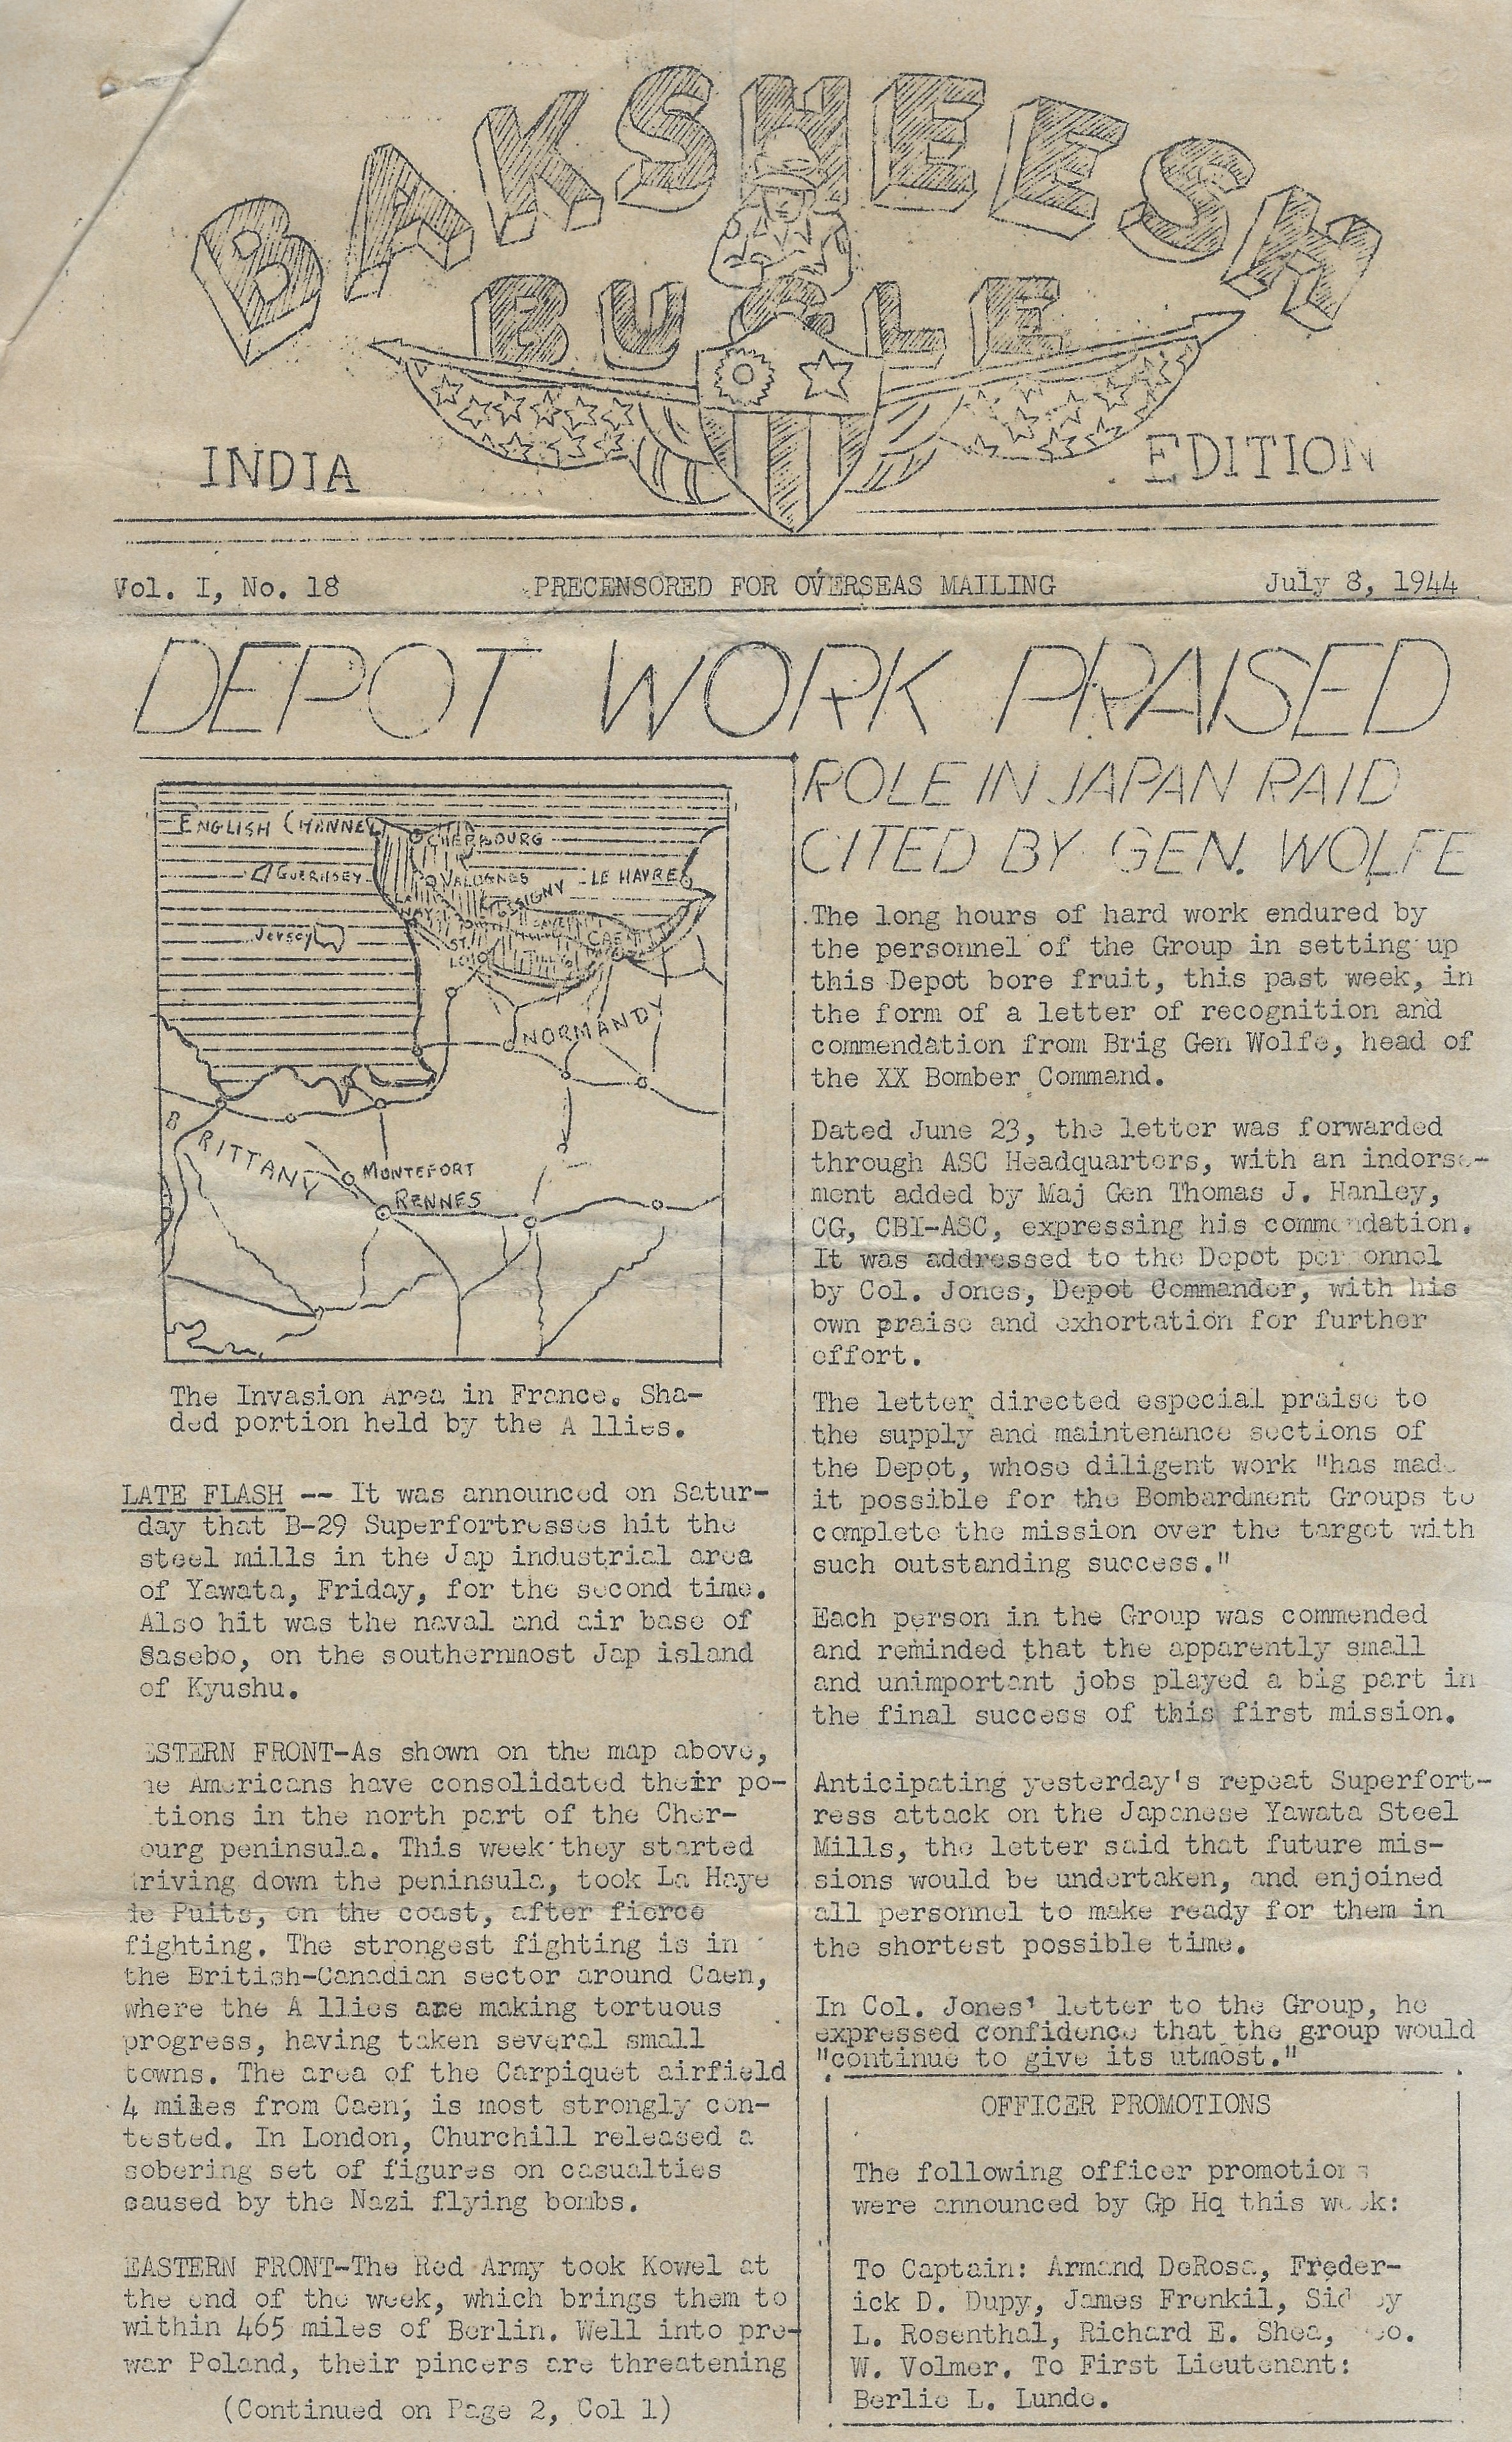 BAKSHEESH
BUGLE
INDIA EDITION
Vol. I, No. 18 PRECENSORED FOR OVERSEAS MAILING July 8, 1944
DEPOT WORK PRAISED
ENGLISH CHANNEL
CHERBOURG
GUERNSEY
VALOGNES
ISIGNY
LE HAVRE
LA
HAYE
JERSEY
ST.
LO
CAEN
NORMANDY
BRITTANY
MONTEFORT
RENNES
The Invasion Area in France. Sha-
ded portion held by the A llies.
LATE FLASH -- It was announced on Satur-
day that B-29 Superfortresses hit the
steel mills in the Jap industrial area
of Yawata, Friday, for the second time.
Also hit was the naval and air base of
Sasebo, on the southernmost Jap island
of Kyushu.
STERN FRONT-As shown on the map above,
he Americans have consolidated their po-
tions in the north part of the Cher-
ourg peninsula. This week they started
riving down the peninsula, took La Haye
de Puits, on the coast, after fierce
fighting. The strongest fighting is in
the British-Canadian sector around Caen,
where the A llies are making tortuous
progress, having taken several small
towns. The area of the Carpiquet airfield
4 miles from Caen, is most strongly con-
tested. In London, Churchill released a
sobering set of figures on casualties
caused by the Nazi flying bombs.
EASTERN FRONT-The Red Army took Kowel at
the end of the week, which brings them to
within 465 miles of Berlin. Well into pre-
war Poland, their pincers are threatening
(Continued on Page 2, Col 1)
ROLE IN JAPAN RAID
CITED BY GEN. WOLFE
The long hours of hard work endured by
the personnel of the Group in setting up
this Depot bore fruit, this past week, in
the form of a letter of recognition and
commendation from Brig Gen Wolfe, head of
the XX Bomber Command.
Dated June 23, the letter was forwarded
through ASC Headquarters, with an indorse-
ment added by Maj Gen Thomas J. Hanley,
CG, CBI-ASC, expressing his commendation.
It was addressed to the Depot personnel
by Col. Jones, Depot Commander, with his
own praise and exhortation for further
effort.
The letter directed especial praise to
the supply and maintenance sections of
the Depot, whose diligent work "has made
it possible for the Bombardment Groups to
complete the mission over the target with
such outstanding success."
Each person in the Group was commended
and reminded that the apparently small
and unimportant jobs played a big part in
the final success of this first mission.
Anticipating yesterday's repeat Superfort-
ress attack on the Japanese Yawata Steel
Mills, the letter said that future mis-
sions would be undertaken, and enjoined
all personnel to make ready for them in
the shortest possible time.
In Col. Jones' letter to the Group, he
expressed confidence that the group would
"continue to give its utmost."
OFFICER PROMOTIONS
The following officer promotions
were announced by Gp Hq this week:
To Captain: Armand DeRosa, Freder-
ick D. Dupy, James Frenkil, Sidney
L. Rosenthal, Richard E. Shea, Geo.
W. Volmer. To First Lieutenant:
Berlie L. Lunde.